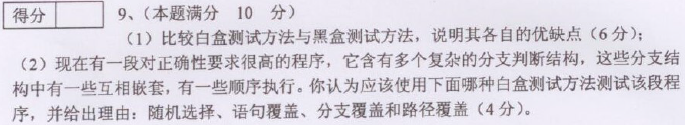 得分 9、（本题满分 10 分）
（1）比较白盒测试方法与黑盒测试方法，说明其各自的优缺点（6分）；
（2）现在有一段对正确性要求很高的程序，它含有多个复杂的分支判断结构，这些分支结
构中有一些互相嵌套，有一些顺序执行。你认为应该使用下面哪种白盒测试方法测试该段程
序，并给出理由：随机选择、语句覆盖、分支覆盖和路径覆盖（4分）。